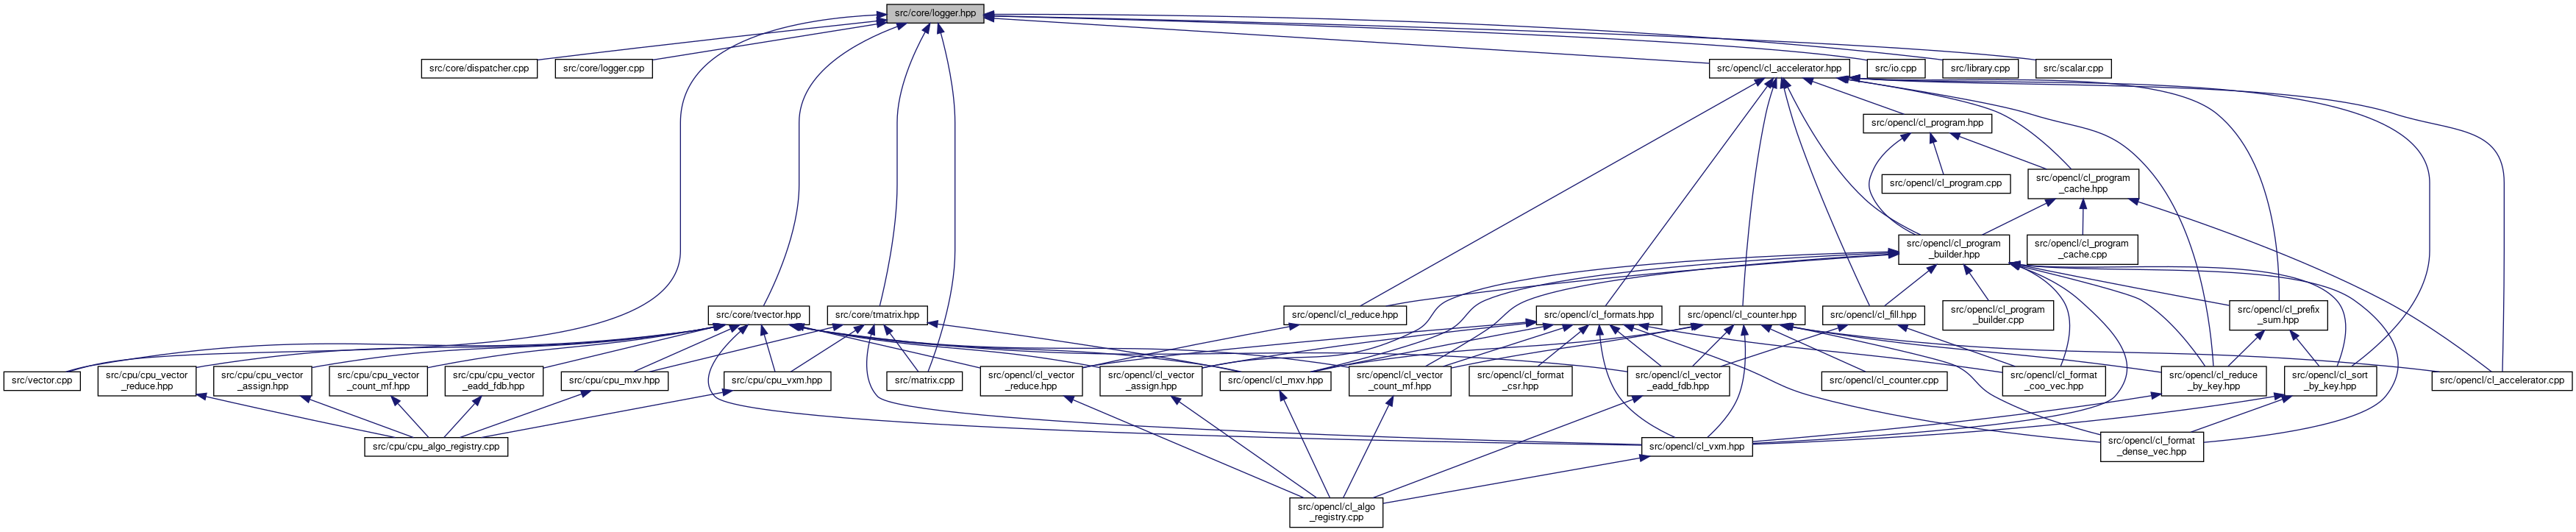 src/core/logger.hpp
src/core/dispatcher.cpp
src/core/logger.cpp
src/opencl/cl_accelerator.hpp
src/io.cpp
src/library.cpp
src/scalar.cpp
src/opencl/cl_program.hpp
src/opencl/cl_program.cpp
src/opencl/cl_program
_cache.hpp
src/opencl/cl_program
_builder.hpp
src/opencl/cl_program
_cache.cpp
src/core/tvector.hpp
src/core/tmatrix.hpp
src/opencl/cl_reduce.hpp
src/opencl/cl_formats.hpp
src/opencl/cl_counter.hpp
src/opencl/cl_fill.hpp
src/opencl/cl_program
_builder.cpp
src/opencl/cl_prefix
_sum.hpp
src/vector.cpp
src/cpu/cpu_vector
_reduce.hpp
src/cpu/cpu_vector
_assign.hpp
src/cpu/cpu_vector
_count_mf.hpp
src/cpu/cpu_vector
_eadd_fdb.hpp
src/cpu/cpu_mxv.hpp
src/cpu/cpu_vxm.hpp
src/matrix.cpp
src/opencl/cl_vector
_reduce.hpp
src/opencl/cl_vector
_assign.hpp
src/opencl/cl_mxv.hpp
src/opencl/cl_vector
_count_mf.hpp
src/opencl/cl_format
_csr.hpp
src/opencl/cl_vector
_eadd_fdb.hpp
src/opencl/cl_counter.cpp
src/opencl/cl_format
_coo_vec.hpp
src/opencl/cl_reduce
_by_key.hpp
src/opencl/cl_sort
_by_key.hpp
src/opencl/cl_accelerator.cpp
src/cpu/cpu_algo_registry.cpp
src/opencl/cl_vxm.hpp
src/opencl/cl_format
_dense_vec.hpp
src/opencl/cl_algo
_registry.cpp